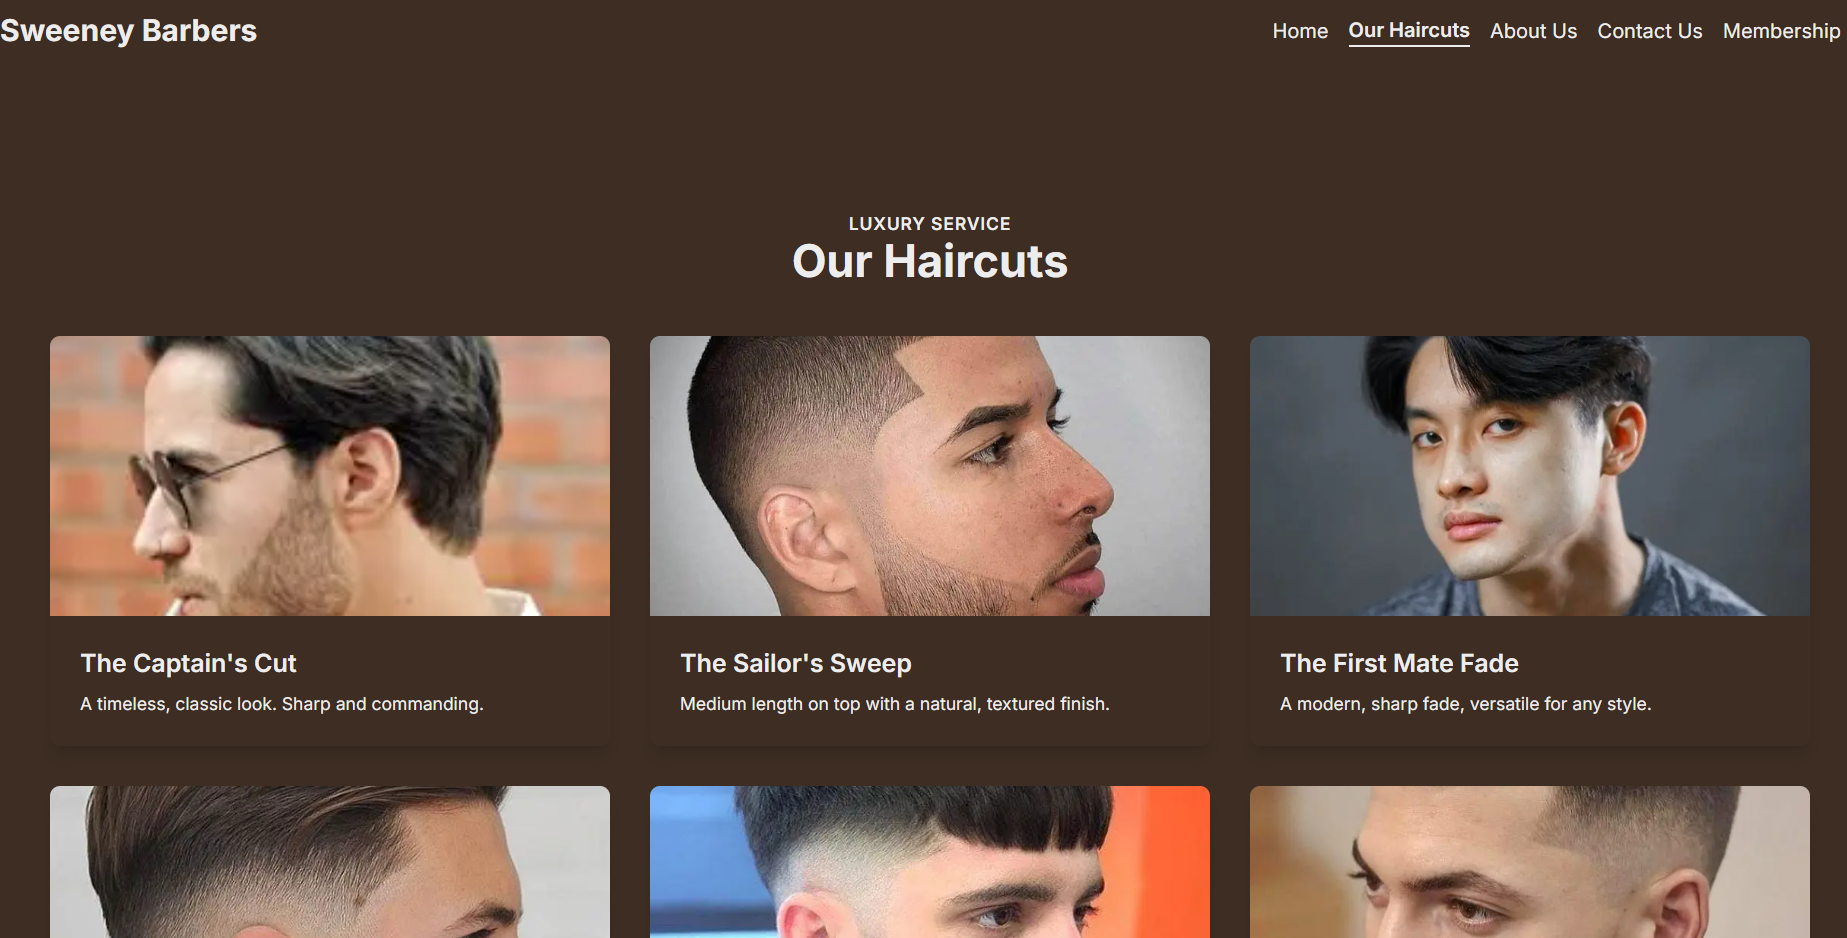 Sweeney Barbers
Home Our Haircuts About Us Contact Us Membership
LUXURY SERVICE
Our Haircuts
The Captain's Cut
A timeless, classic look. Sharp and commanding.
The Sailor's Sweep
Medium length on top with a natural, textured finish.
The First Mate Fade
A modern, sharp fade, versatile for any style.